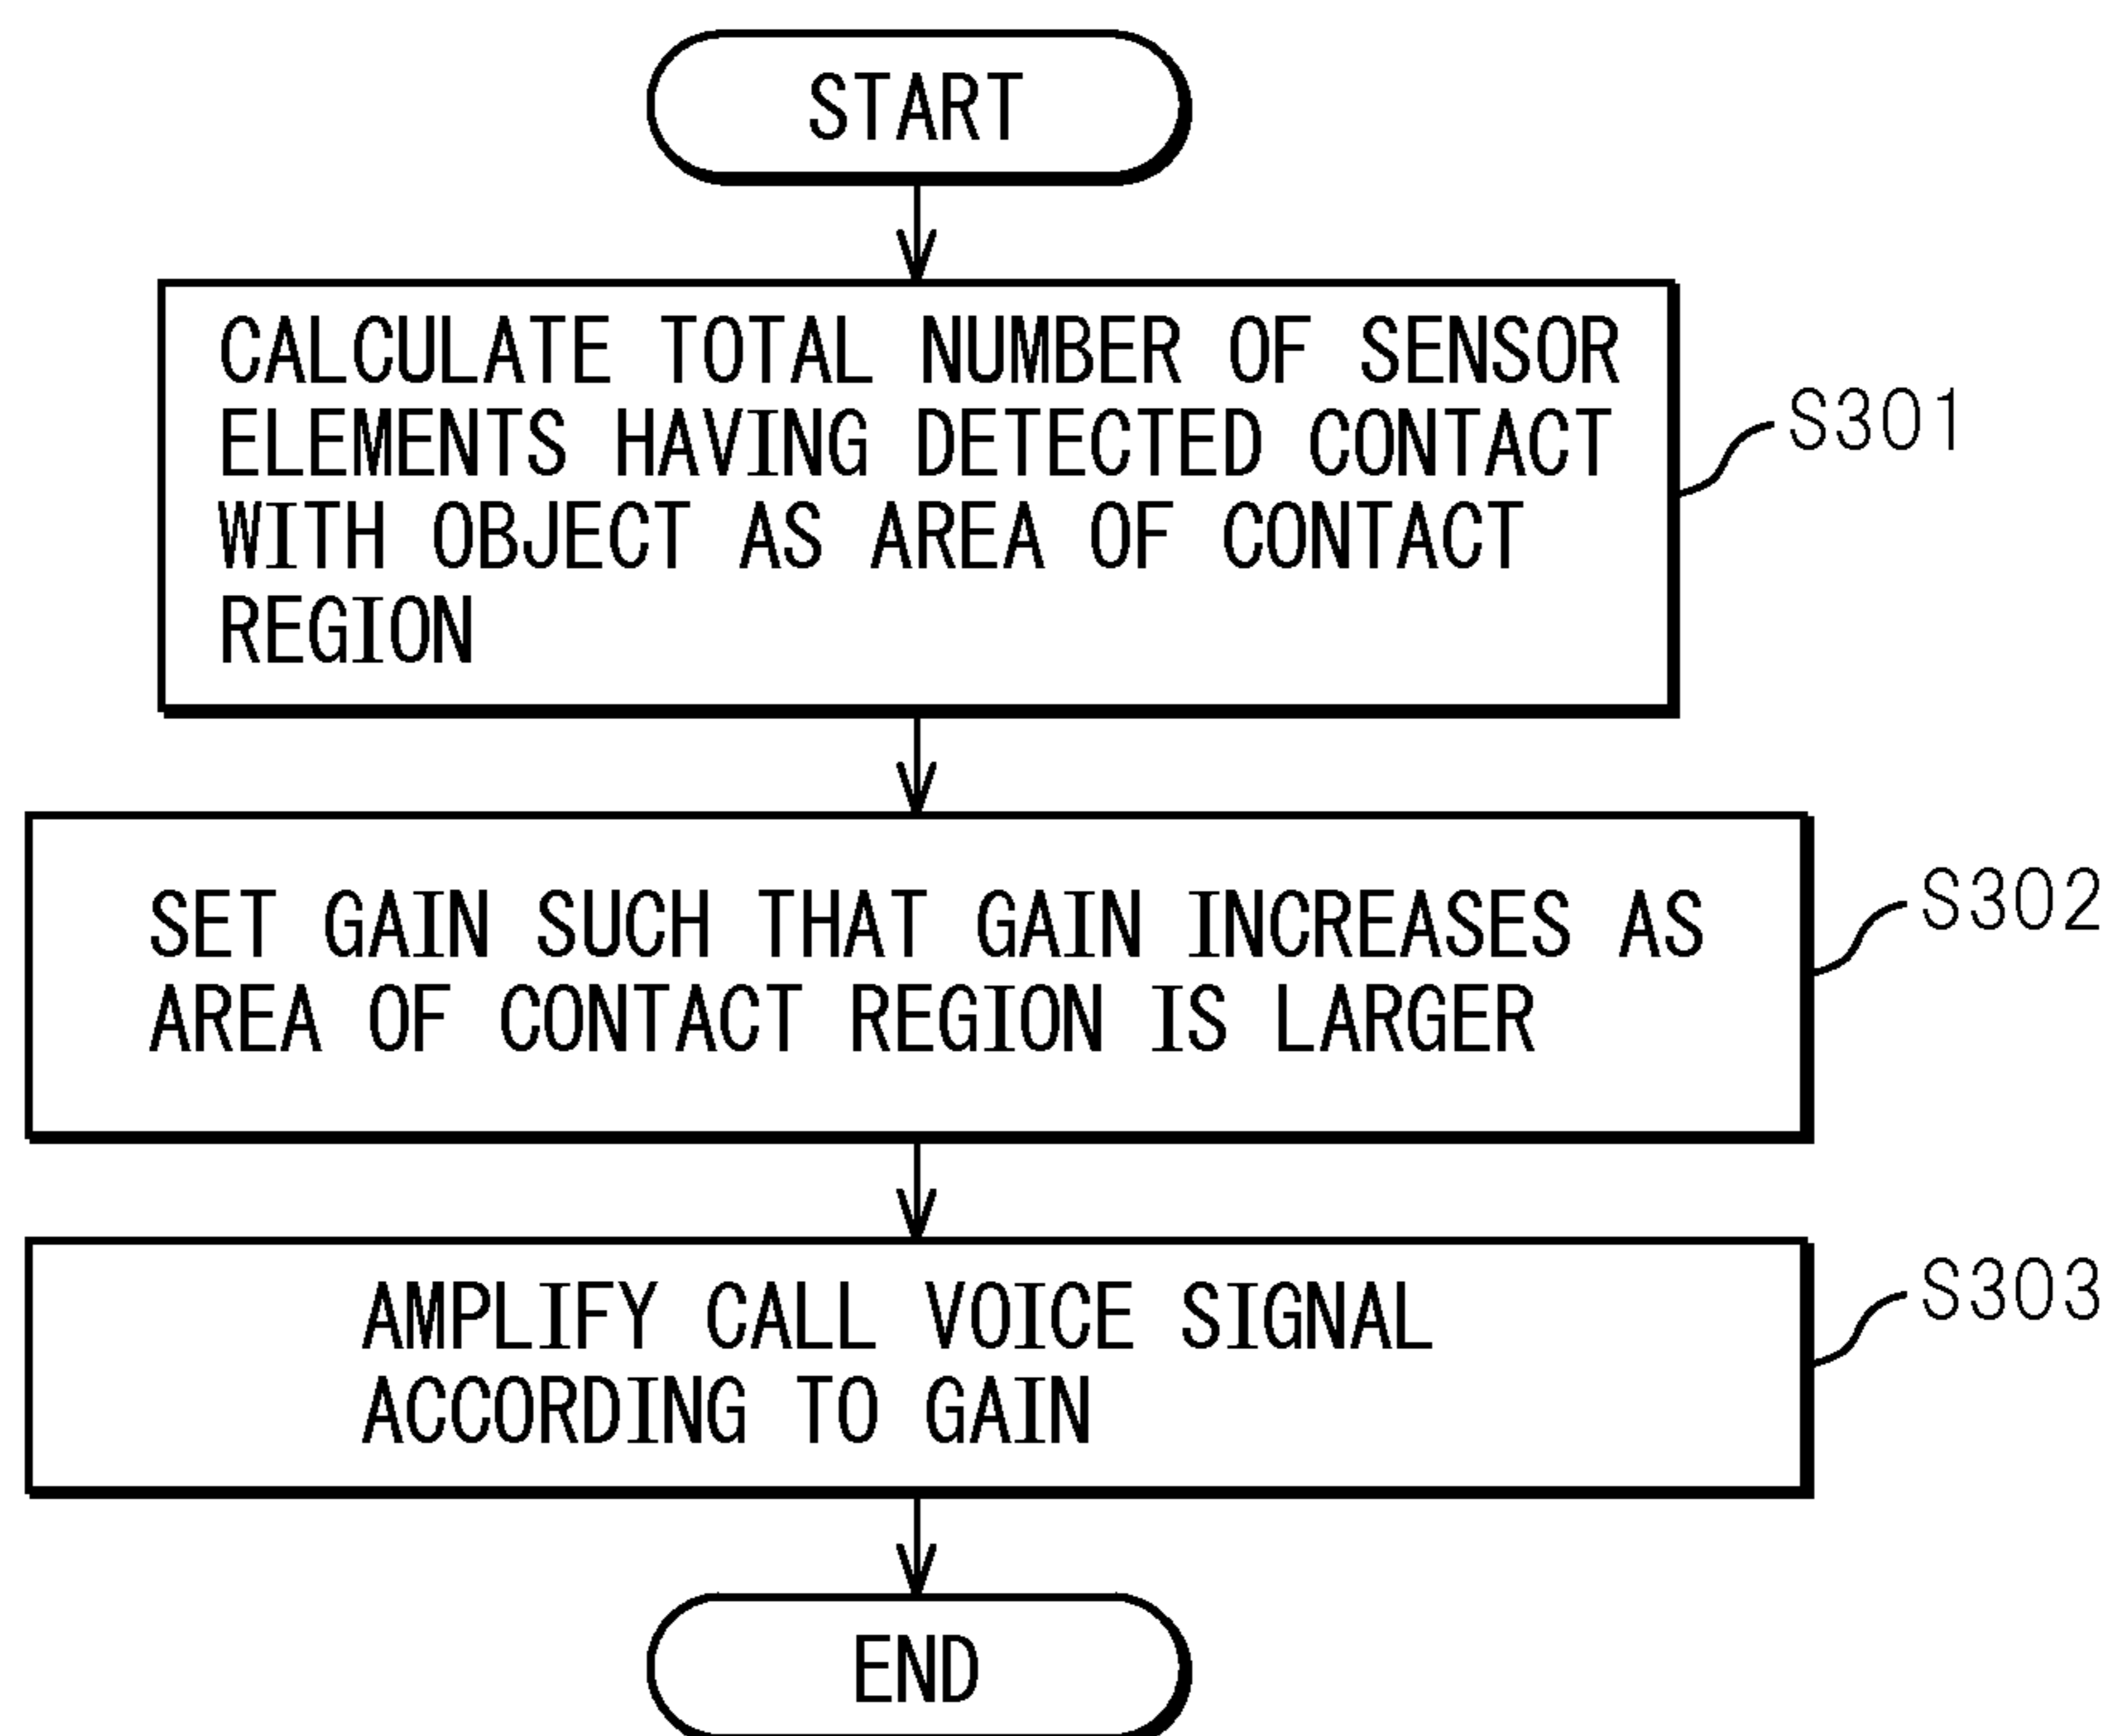 START
CALCULATE TOTAL NUMBER OF SENSOR
ELEMENTS HAVING DETECTED CONTACT
WITH OBJECT AS AREA OF CONTACT
REGION
S301
SET GAIN SUCH THAT GAIN INCREASES AS
AREA OF CONTACT REGION IS LARGER
S302
AMPLIFY CALL VOICE SIGNAL
ACCORDING TO GAIN
S303
END